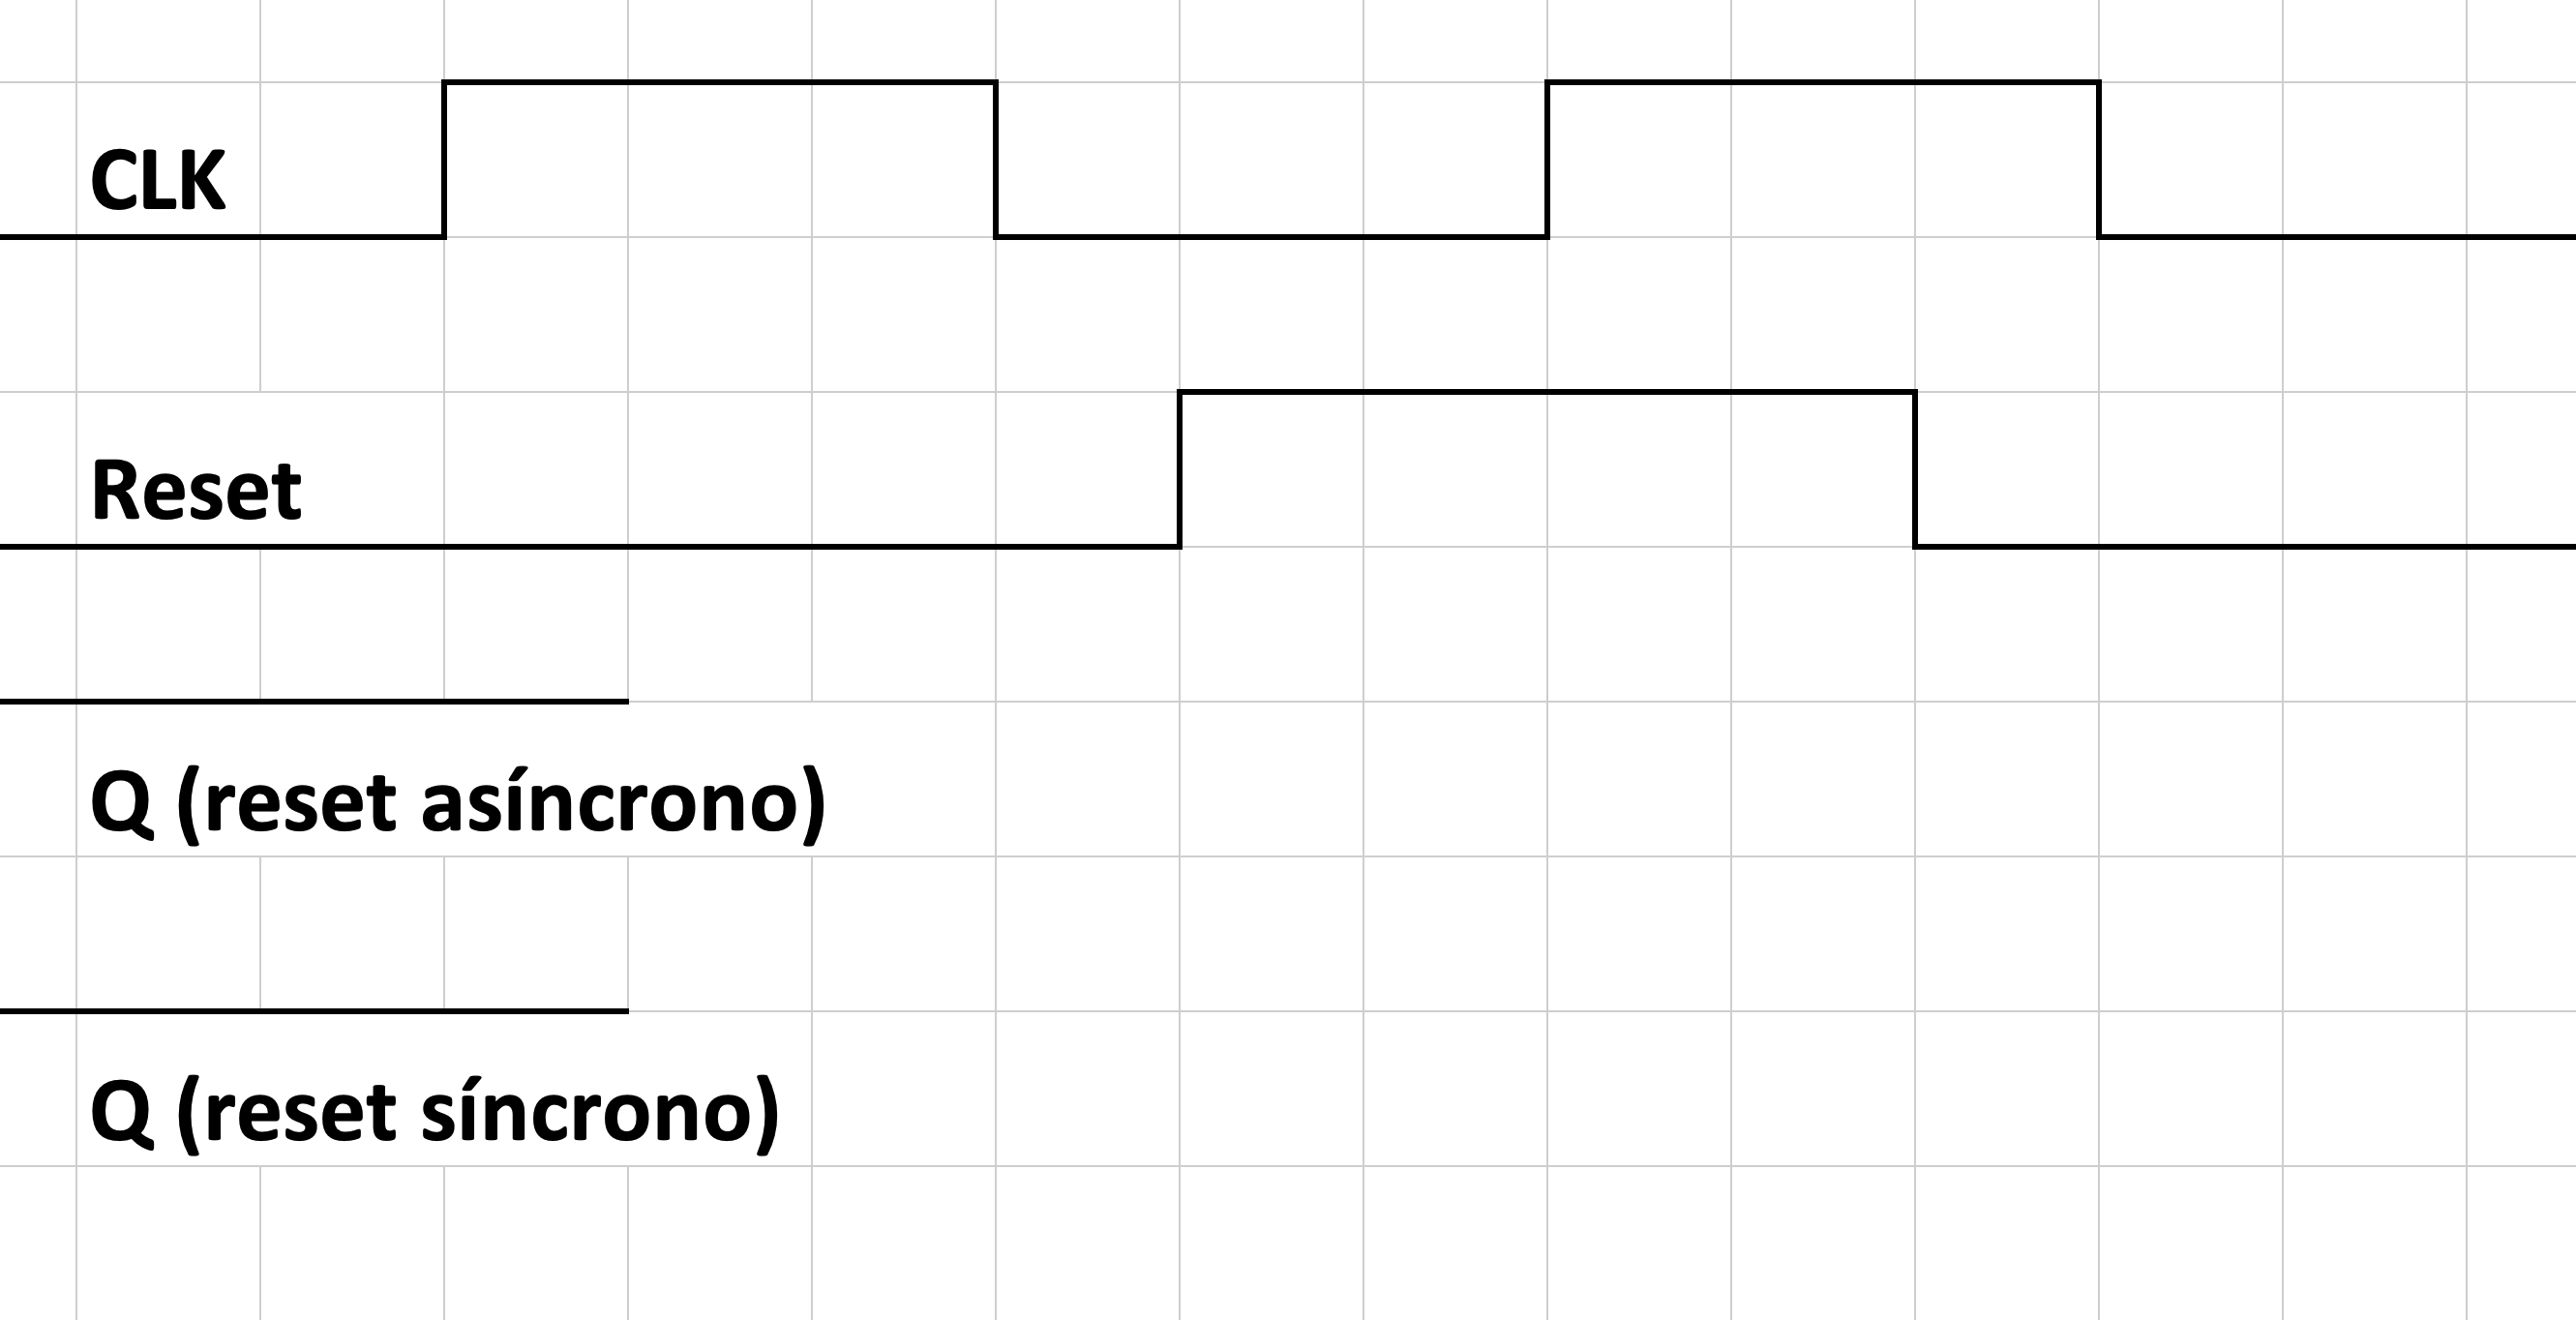 CLK
Reset
Q (reset asíncrono)
Q (reset síncrono)